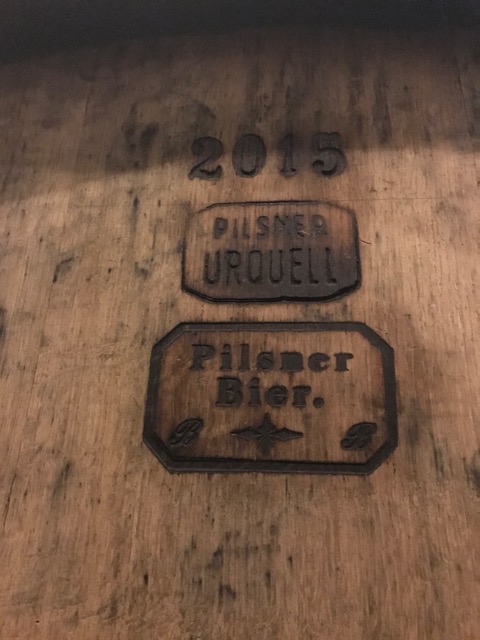 2015
PILSNER
URQUELL
Pilsner
Bier.
B B